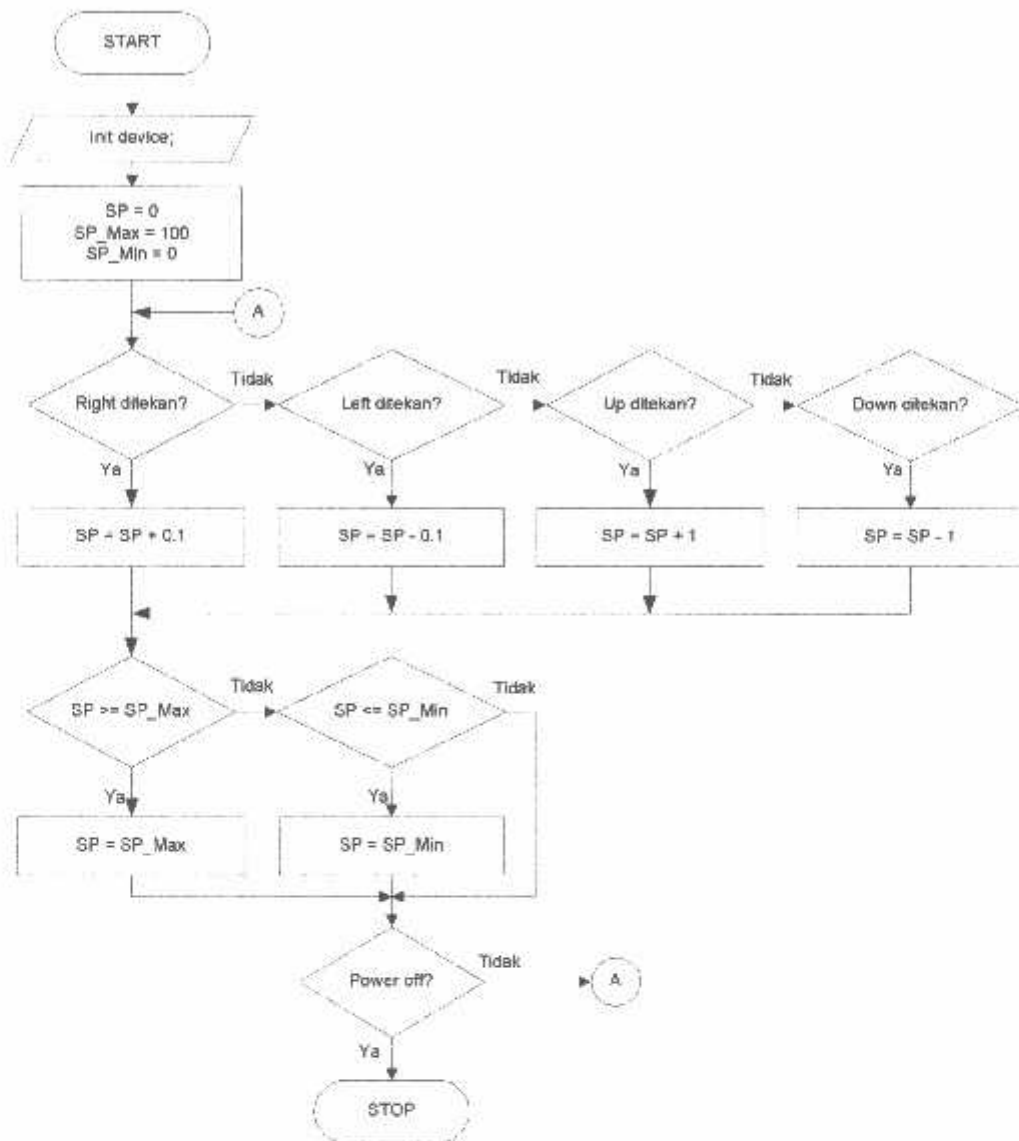 START
Init device;
SP = 0
SP_Max = 100
SP_Min = 0
A
Right ditekan?
Tidak
Left ditekan?
Tidak
Up ditekan?
Tidak
Down ditekan?
Ya
Ya
Ya
Ya
SP = SP + 0.1
SP = SP - 0.1
SP = SP + 1
SP = SP - 1
SP >= SP_Max
Tidak
SP <= SP_Min
Tidak
Ya
Ya
SP = SP_Max
SP = SP_Min
Power off?
Tidak
A
Ya
STOP